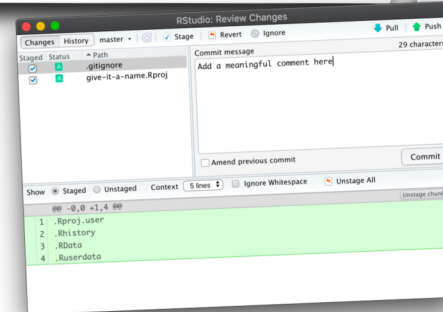 RStudio: Review Changes
Changes History master Stage Revert Ignore Pull Push
Staged Status Path
A .gitignore
A give-it-a-name.Rproj
Commit message 29 characters
Add a meaningful comment here
Amend previous commit Commit
Show Staged Unstaged Context 5 lines Ignore Whitespace Unstage All
@@ -0,0 +1,4 @@ Unstage chunk
1 .Rproj.user
2 .Rhistory
3 .RData
4 .Ruserdata